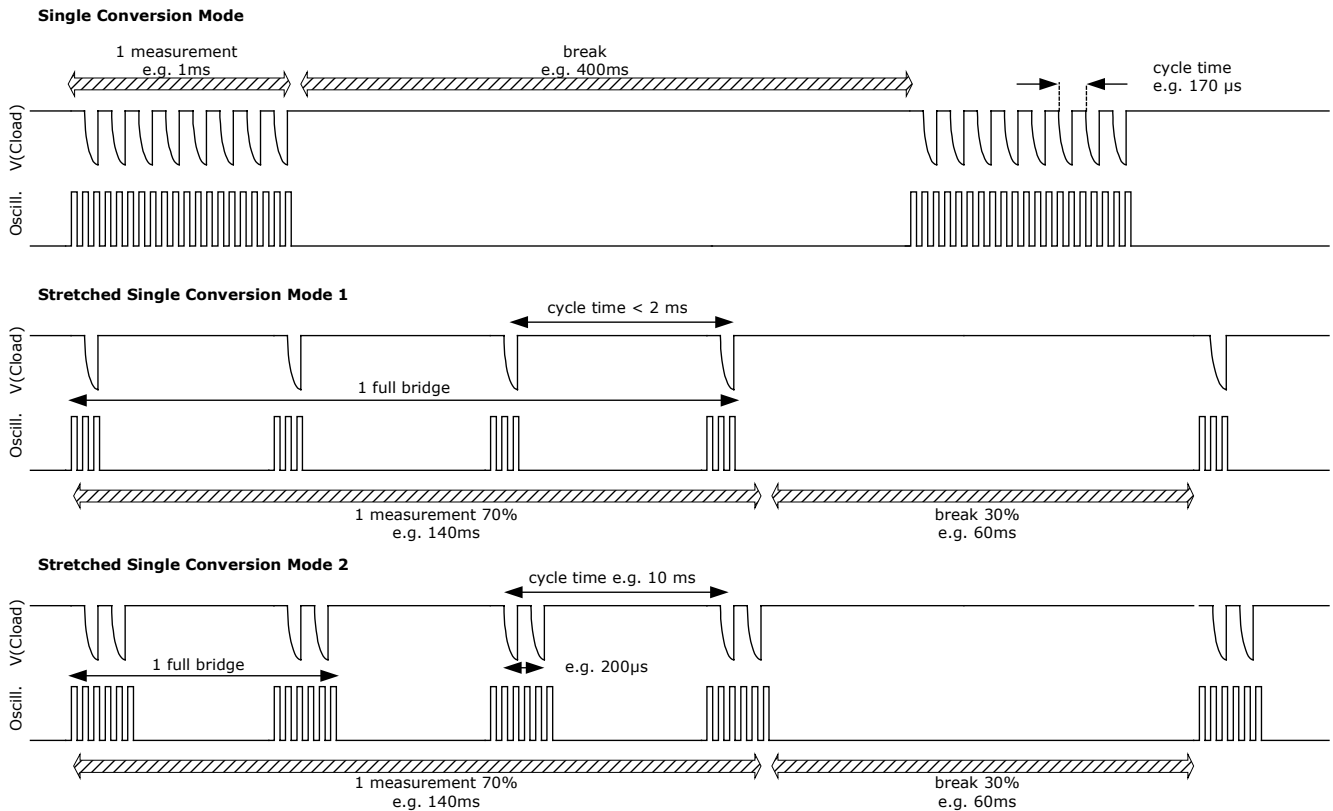 Single Conversion Mode
1 measurement
e.g. 1ms
break
e.g. 400ms
cycle time
e.g. 170 µs
V(Cload)
Oscill.
Stretched Single Conversion Mode 1
cycle time < 2 ms
V(Cload)
1 full bridge
Oscill.
1 measurement 70%
e.g. 140ms
break 30%
e.g. 60ms
Stretched Single Conversion Mode 2
cycle time e.g. 10 ms
V(Cload)
1 full bridge
e.g. 200µs
Oscill.
1 measurement 70%
e.g. 140ms
break 30%
e.g. 60ms